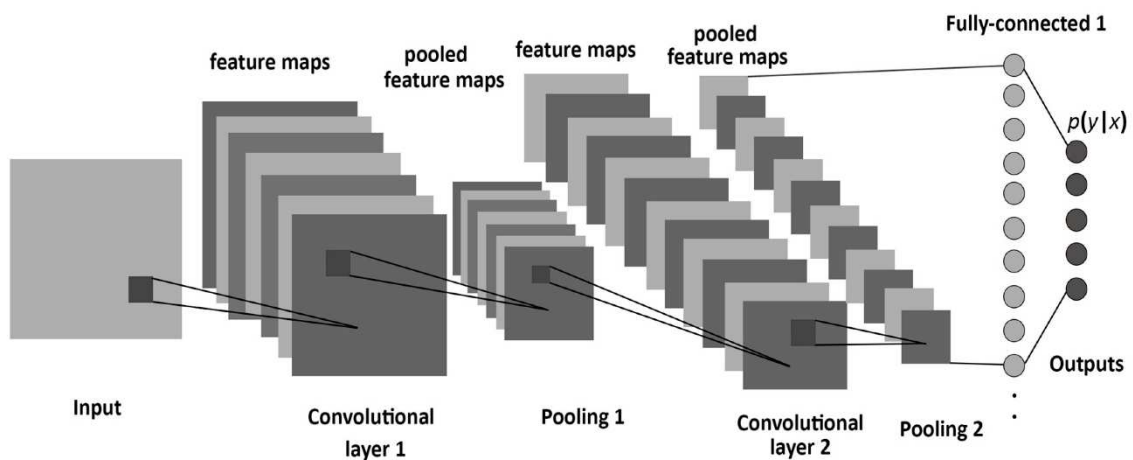 feature maps
pooled
feature maps
feature maps
pooled
feature maps
Fully-connected 1
p(y|x)
Outputs
Input
Convolutional
layer 1
Pooling 1
Convolutional
layer 2
Pooling 2